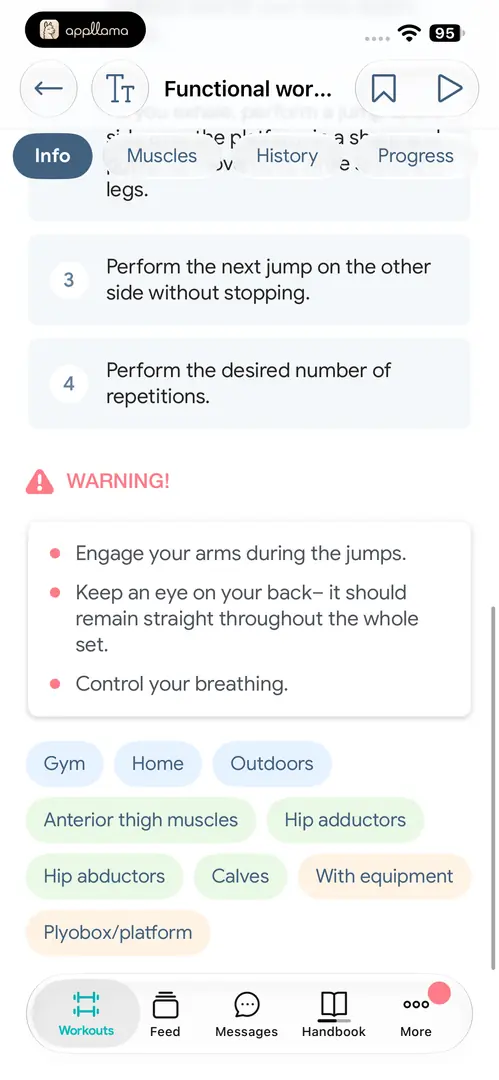 appllama
95
Functional wor...
Info
Muscles
History
Progress
legs.
3
Perform the next jump on the other
side without stopping.
4
Perform the desired number of
repetitions.
WARNING!
Engage your arms during the jumps.
Keep an eye on your back– it should
remain straight throughout the whole
set.
Control your breathing.
Gym
Home
Outdoors
Anterior thigh muscles
Hip adductors
Hip abductors
Calves
With equipment
Plyobox/platform
Workouts
Feed
Messages
Handbook
More